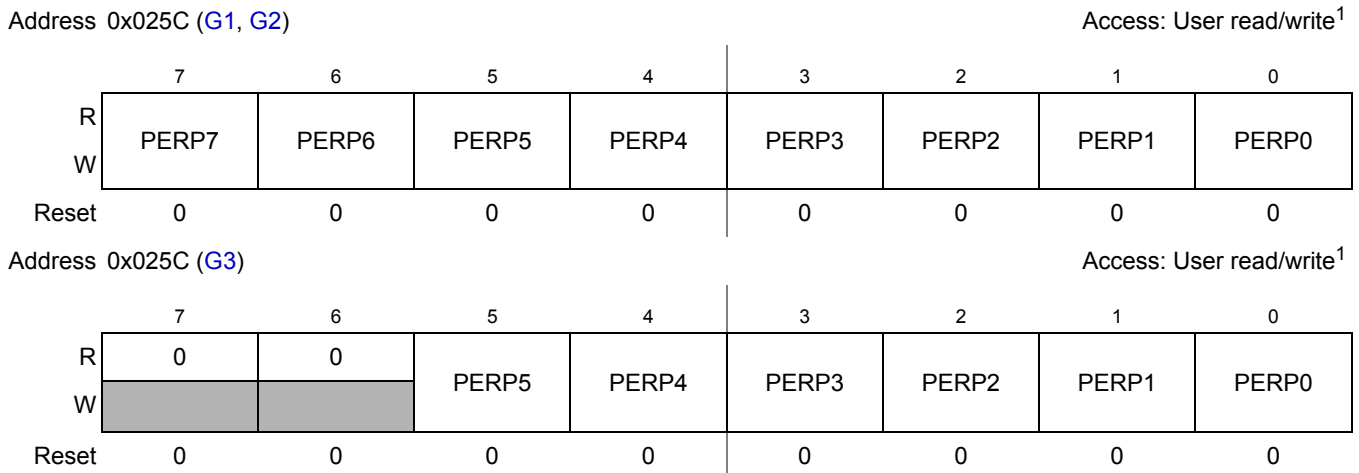 Address 0x025C (G1, G2) Access: User read/write1
7 6 5 4 3 2 1 0
R
PERP7 PERP6 PERP5 PERP4 PERP3 PERP2 PERP1 PERP0
W
Reset 0 0 0 0 0 0 0 0
Address 0x025C (G3) Access: User read/write1
7 6 5 4 3 2 1 0
R 0 0
PERP5 PERP4 PERP3 PERP2 PERP1 PERP0
W
Reset 0 0 0 0 0 0 0 0